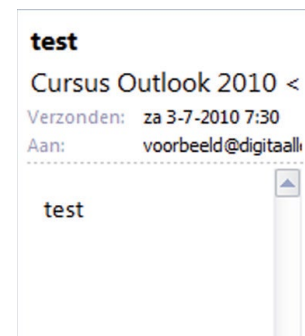 test
Cursus Outlook 2010 <
Verzonden: za 3-7-2010 7:30
Aan: voorbeeld@digitaall
test